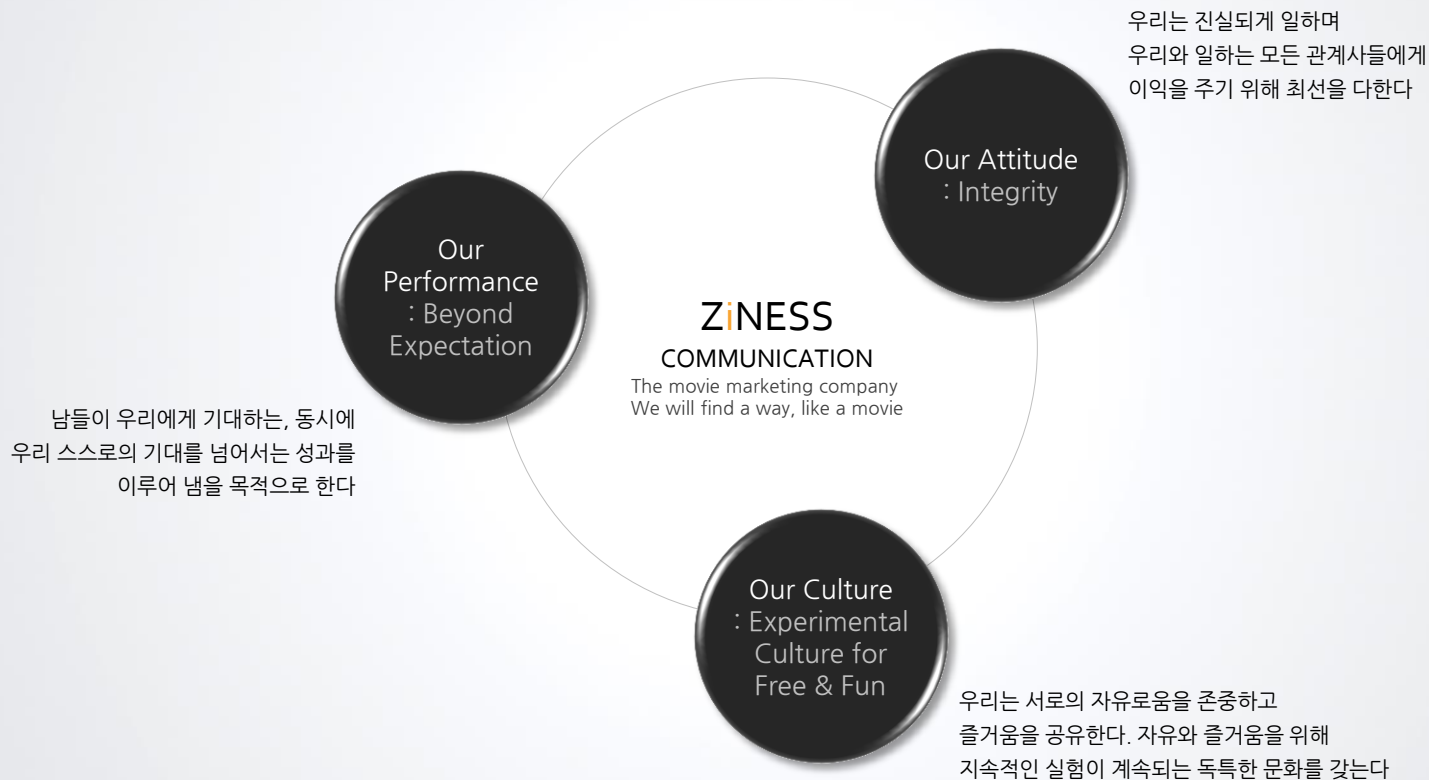 우리는 진실되게 일하며
우리와 일하는 모든 관계사들에게
이익을 주기 위해 최선을 다한다
Our Attitude
: Integrity
Our
Performance
: Beyond
Expectation
ZiNESS
COMMUNICATION
The movie marketing company
We will find a way, like a movie
남들이 우리에게 기대하는, 동시에
우리 스스로의 기대를 넘어서는 성과를
이루어 냄을 목적으로 한다
Our Culture
: Experimental
Culture for
Free & Fun
우리는 서로의 자유로움을 존중하고
즐거움을 공유한다. 자유와 즐거움을 위해
지속적인 실험이 계속되는 독특한 문화를 갖는다